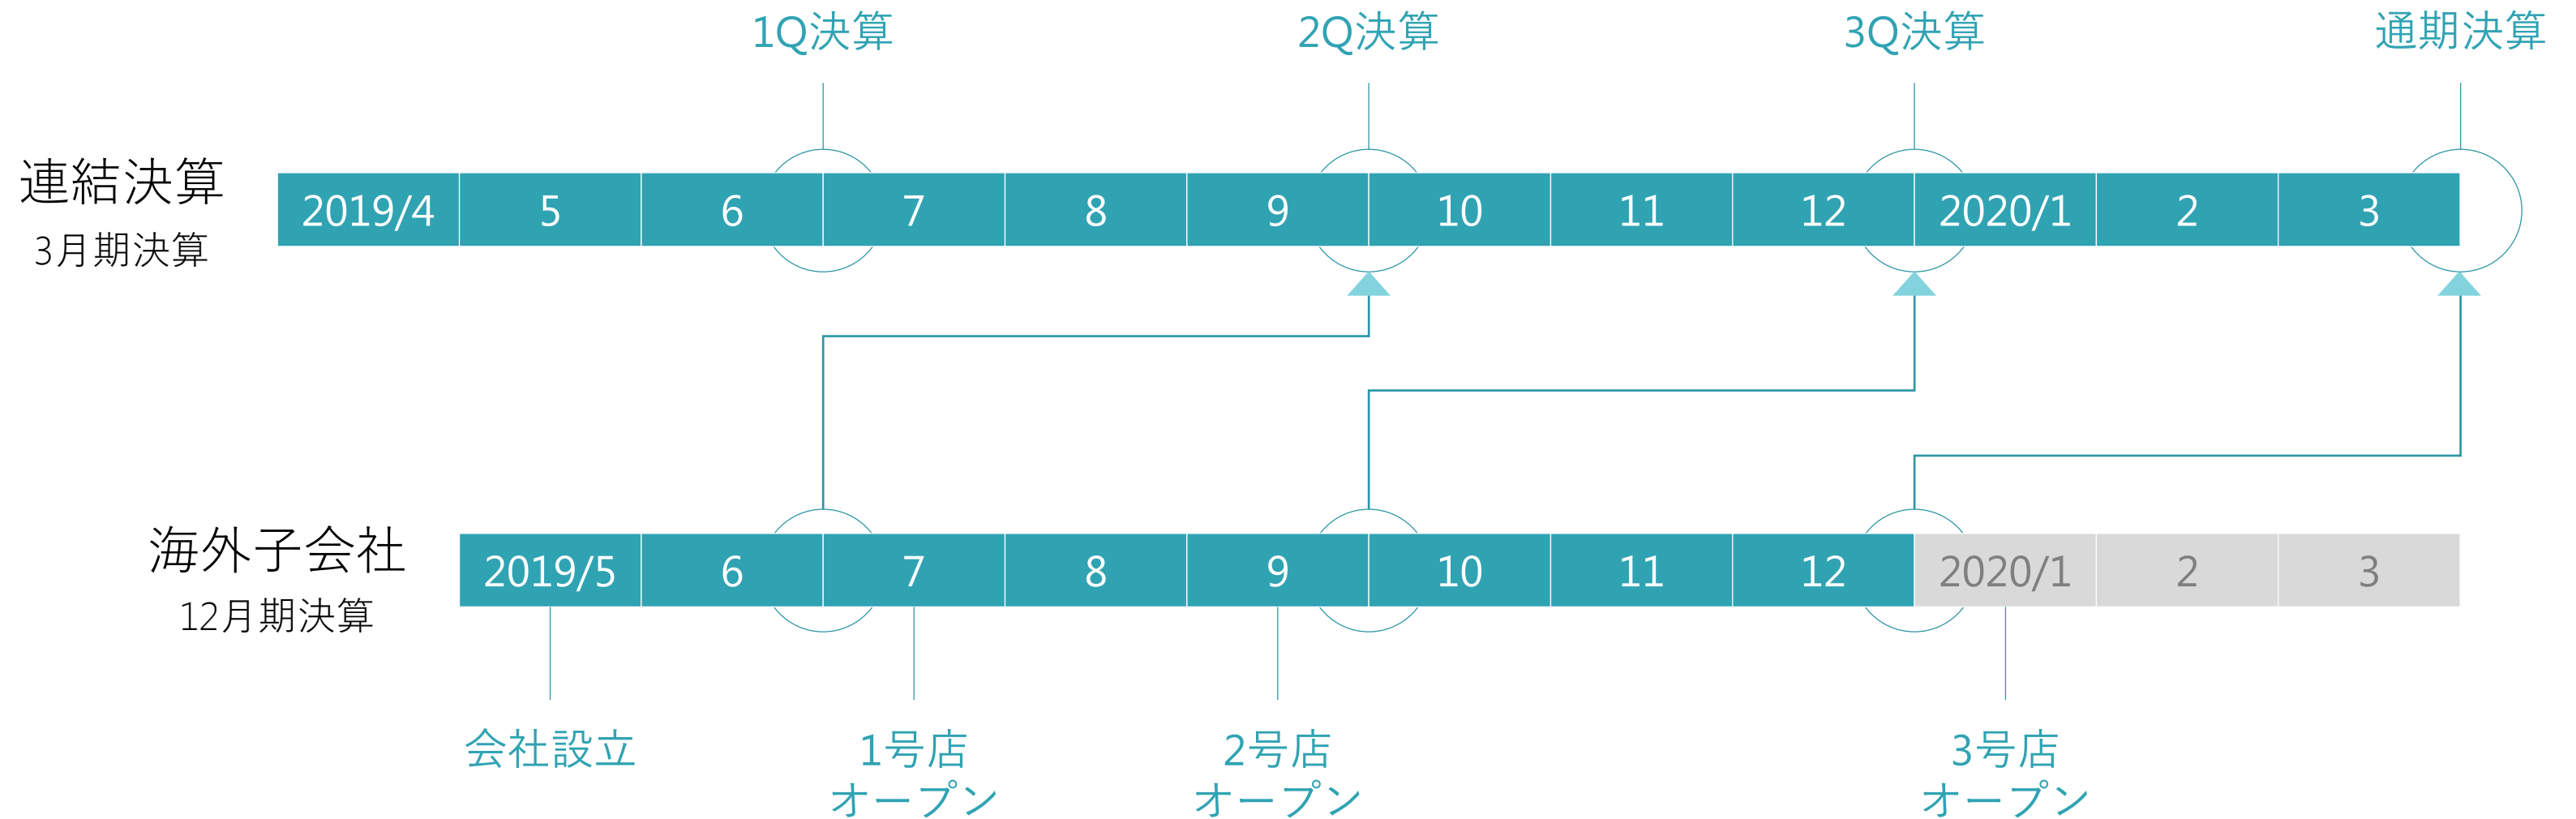 1Q決算
2Q決算
3Q決算
通期決算
連結決算
3月期決算
2019/4 5 6 7 8 9 10 11 12 2020/1 2 3
海外子会社
12月期決算
2019/5 6 7 8 9 10 11 12 2020/1 2 3
会社設立
1号店
オープン
2号店
オープン
3号店
オープン